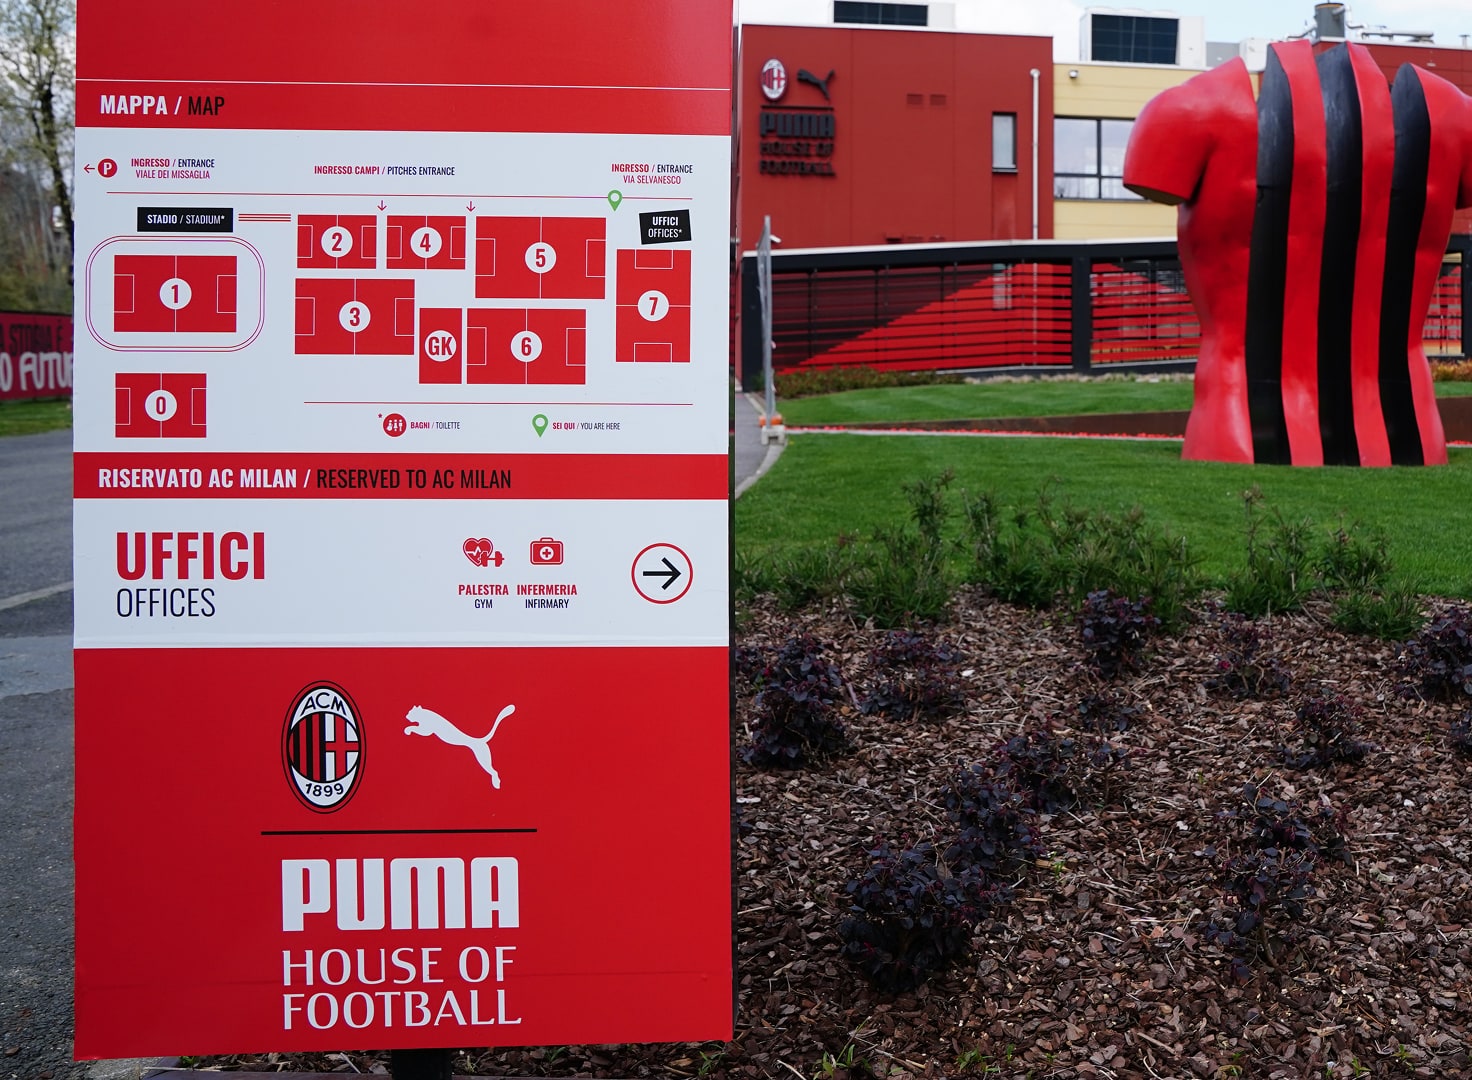 MAPPA / MAP
P
INGRESSO / ENTRANCE
VIALE DEI MISSAGLIA
INGRESSO CAMPI / PITCHES ENTRANCE
INGRESSO / ENTRANCE
VIA SELVANESCO
STADIO / STADIUM*
UFFICI
OFFICES*
1
2
4
5
3
GK
6
7
0
* BAGNI / TOILETTE
SEI QUI / YOU ARE HERE
RISERVATO AC MILAN / RESERVED TO AC MILAN
UFFICI
OFFICES
PALESTRA
GYM
INFERMERIA
INFIRMARY
ACM
1899
PUMA
HOUSE OF
FOOTBALL
PUMA
HOUSE OF
FOOTBALL